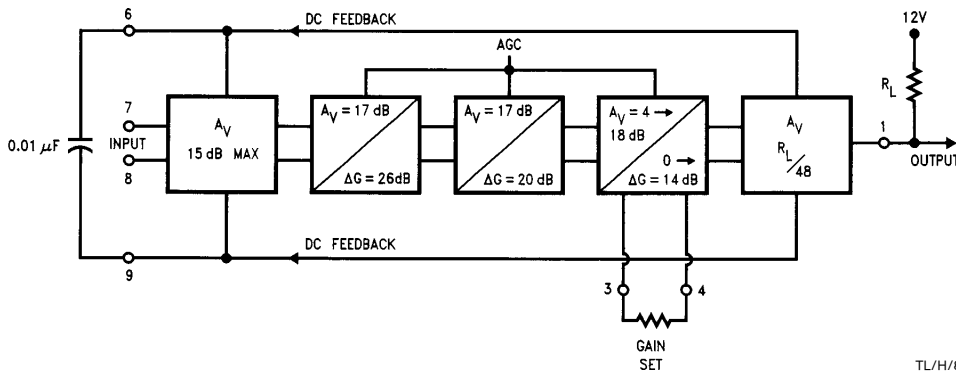 6
DC FEEDBACK
12V
AGC
R_L
7
INPUT
8
0.01 μF
A_V
15 dB MAX
A_V = 17 dB
ΔG = 26dB
A_V = 17 dB
ΔG = 20 dB
A_V = 4 →
18 dB
0 →
ΔG = 14 dB
A_V
R_L/48
1
OUTPUT
DC FEEDBACK
9
3
4
GAIN
SET
TL/H/8